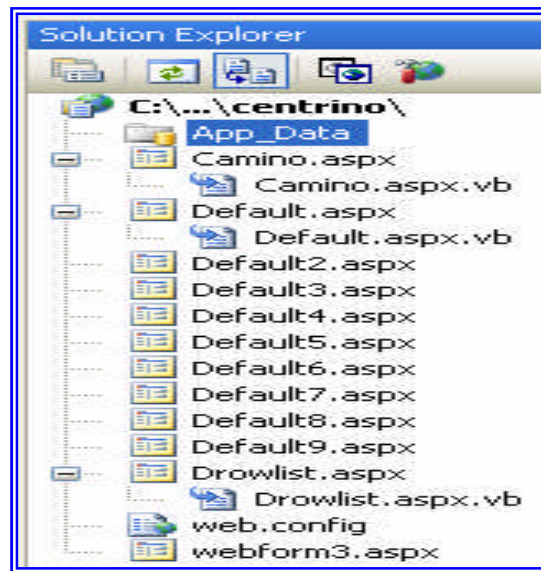 Solution Explorer
C:\...\centrino\
App_Data
Camino.aspx
Camino.aspx.vb
Default.aspx
Default.aspx.vb
Default2.aspx
Default3.aspx
Default4.aspx
Default5.aspx
Default6.aspx
Default7.aspx
Default8.aspx
Default9.aspx
Drowlist.aspx
Drowlist.aspx.vb
web.config
webform3.aspx